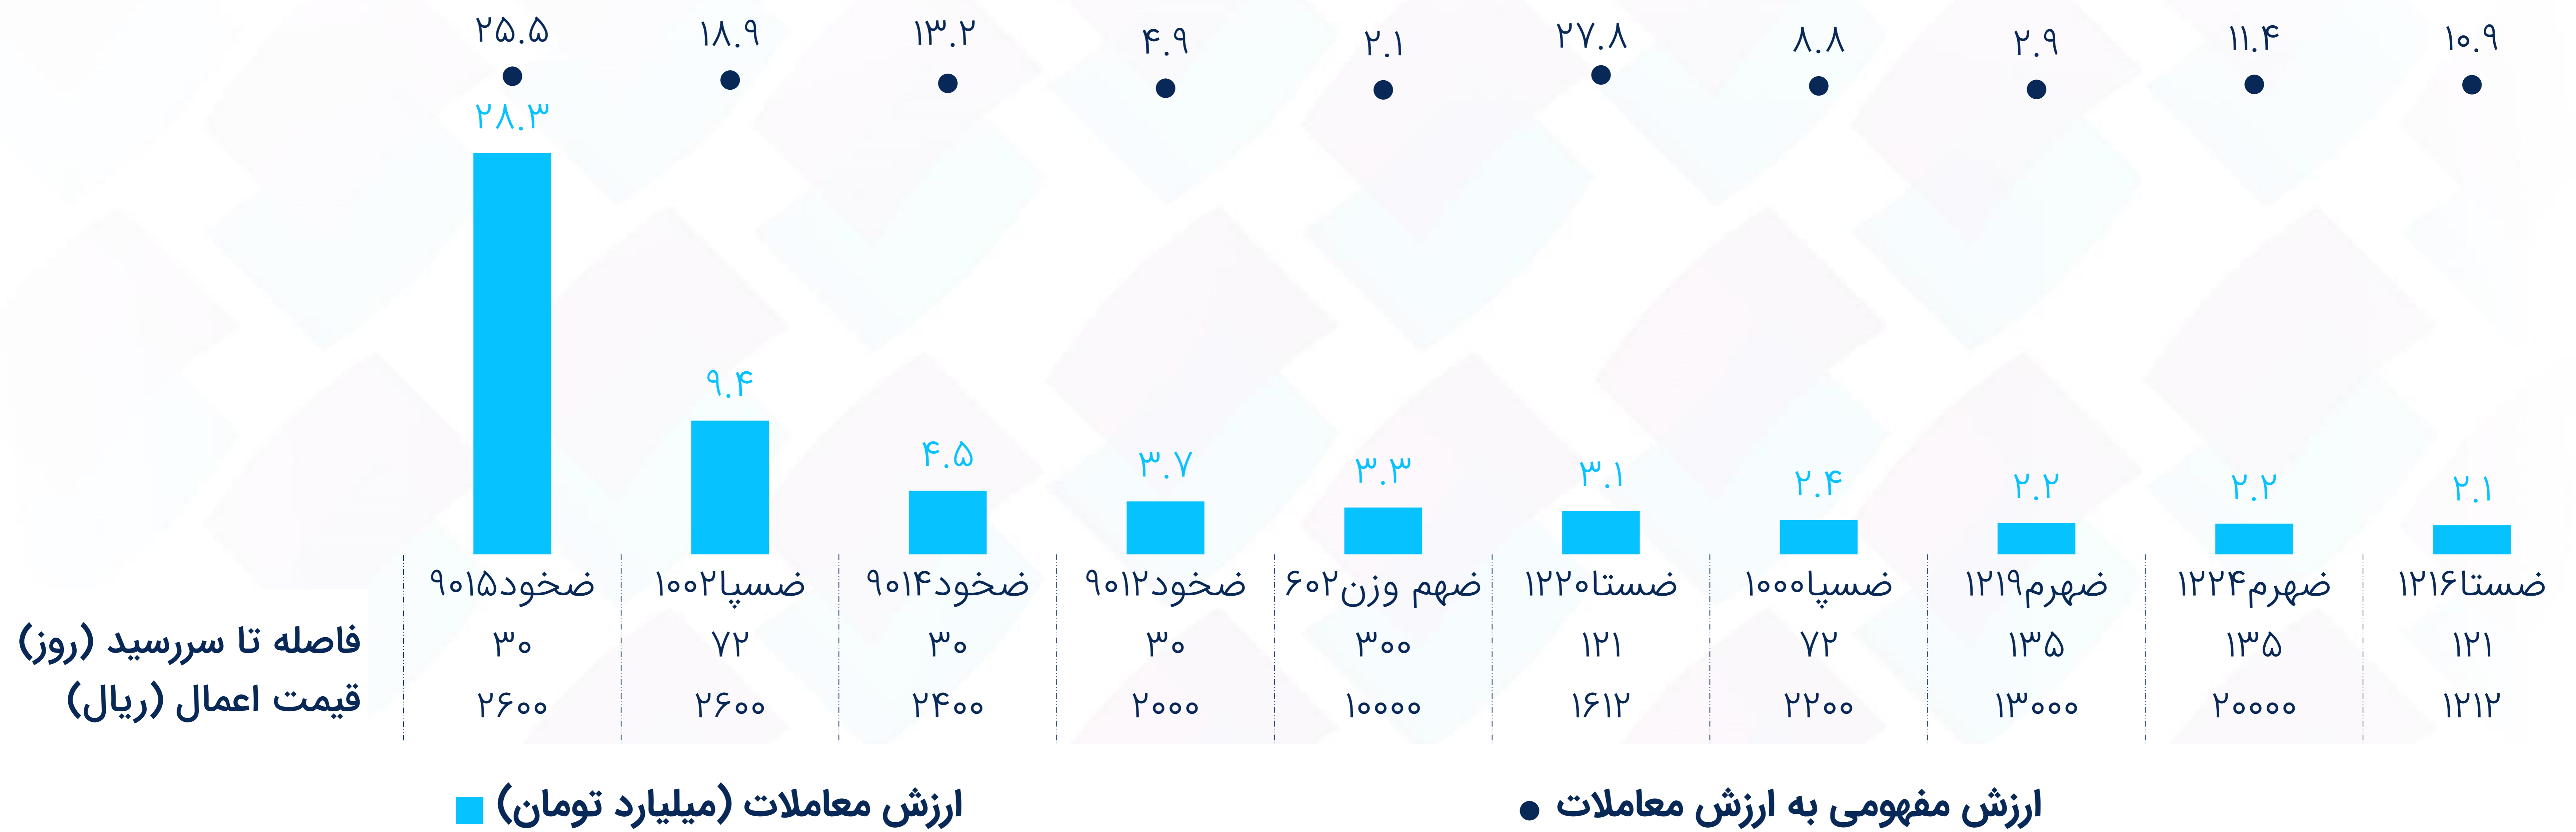 ۲۵.۵ ۱۸.۹ ۱۳.۲ ۴.۹ ۲.۱ ۲۷.۸ ۸.۸ ۲.۹ ۱۱.۴ ۱۰.۹
۲۸.۳ ۹.۴ ۴.۵ ۳.۷ ۳.۳ ۳.۱ ۲.۴ ۲.۲ ۲.۲ ۲.۱
ضخود۹۰۱۵ ضسپا۱۰۰۲ ضخود۹۰۱۴ ضخود۹۰۱۲ ضهم وزن۶۰۲ ضستا۱۲۲۰ ضسپا۱۰۰۰ ضهرم۱۲۱۹ ضهرم۱۲۲۴ ضستا۱۲۱۶
فاصله تا سررسید (روز) ۳۰ ۷۲ ۳۰ ۳۰ ۳۰۰ ۱۲۱ ۷۲ ۱۳۵ ۱۳۵ ۱۲۱
قیمت اعمال (ریال) ۲۶۰۰ ۲۶۰۰ ۲۴۰۰ ۲۰۰۰ ۱۰۰۰۰ ۱۶۱۲ ۲۲۰۰ ۱۳۰۰۰ ۲۰۰۰۰ ۱۲۱۲
ارزش معاملات (میلیارد تومان)
ارزش مفهومی به ارزش معاملات